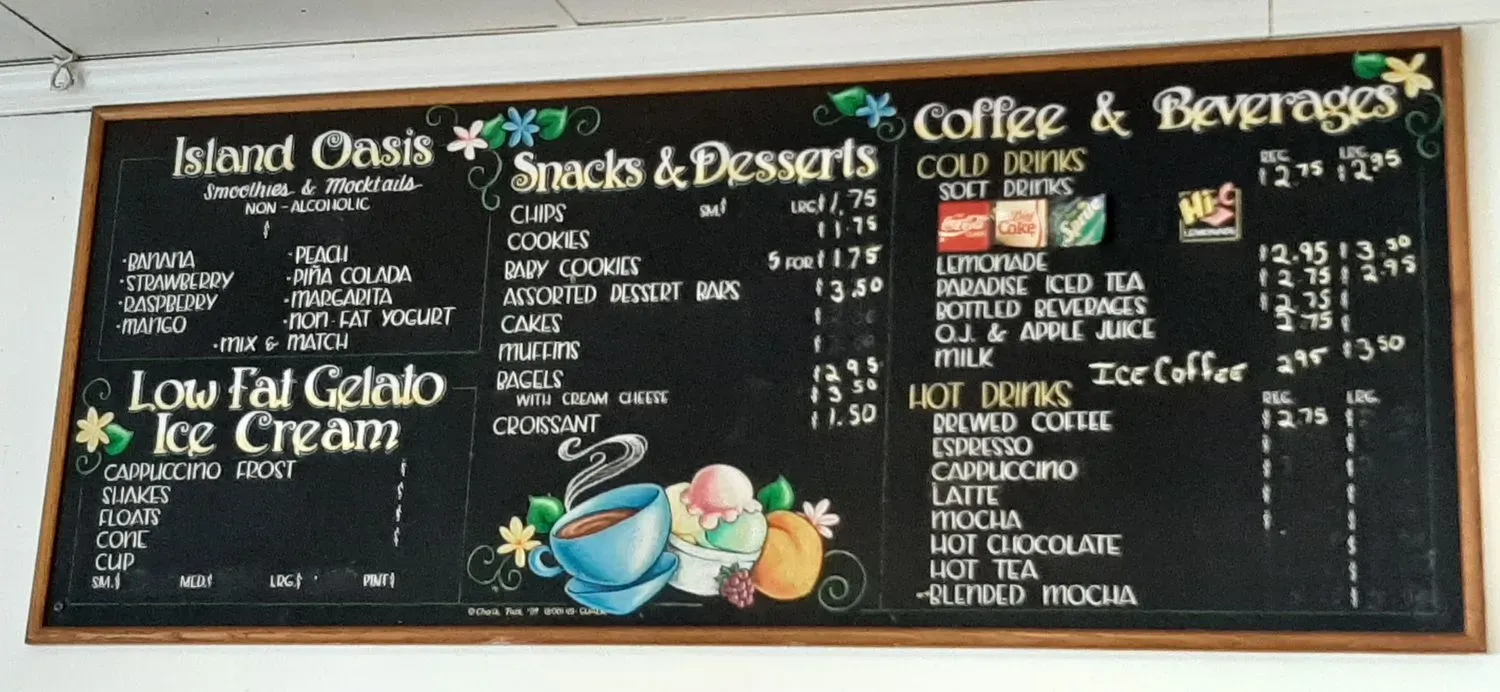 Island Oasis
Smoothies & Mocktails
NON-ALCOHOLIC
$
·BANANA
·STRAWBERRY
·RASPBERRY
·MANGO
·PEACH
·PIÑA COLADA
·MARGARITA
·NON-FAT YOGURT
·MIX & MATCH
Low Fat Gelato
Ice Cream
CAPPUCCINO FROST $
SHAKES $
FLOATS $
CONE $
CUP
SM.$ MED.$ LRG.$ PINT $
Snacks & Desserts
CHIPS SM.$ LRG.$1.75
COOKIES $1.75
BABY COOKIES 5 FOR $1.75
ASSORTED DESSERT BARS $3.50
CAKES $
MUFFINS $
BAGELS $2.95
WITH CREAM CHEESE $3.50
CROISSANT $1.50
Coffee & Beverages
COLD DRINKS REG. LRG.
SOFT DRINKS $2.75 $2.95
Coca-Cola Diet Coke Sprite Hi-C LEMONADE
LEMONADE $2.95 $3.50
PARADISE ICED TEA $2.75 $2.95
BOTTLED BEVERAGES $2.75 $
O.J. & APPLE JUICE 2.75 $
MILK
ICE Coffee 2.95 $3.50
HOT DRINKS REG. LRG.
BREWED COFFEE $2.75 $
ESPRESSO $
CAPPUCCINO $ $
LATTE $ $
MOCHA $ $
HOT CHOCOLATE $
HOT TEA
BLENDED MOCHA $